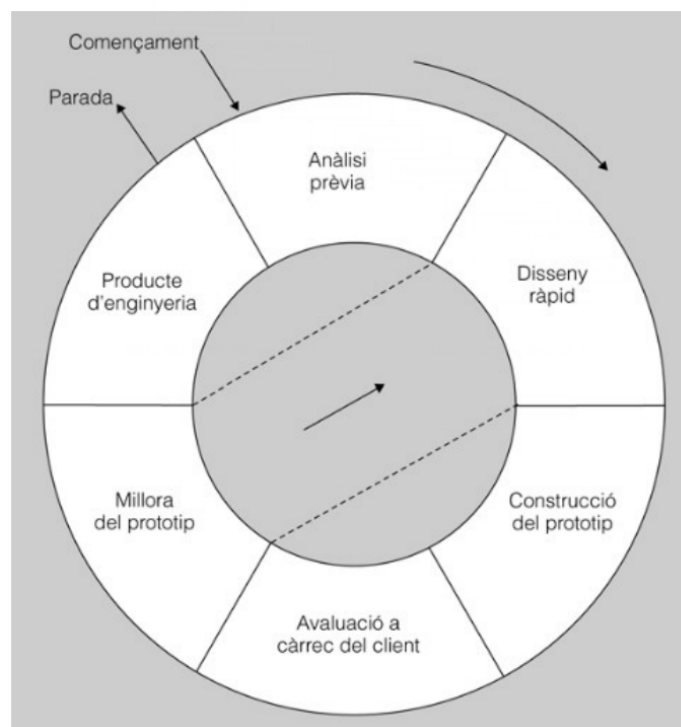 Començament
Parada
Anàlisi
prèvia
Disseny
ràpid
Construcció
del prototip
Avaluació a
càrrec del client
Millora
del prototip
Producte
d'enginyeria